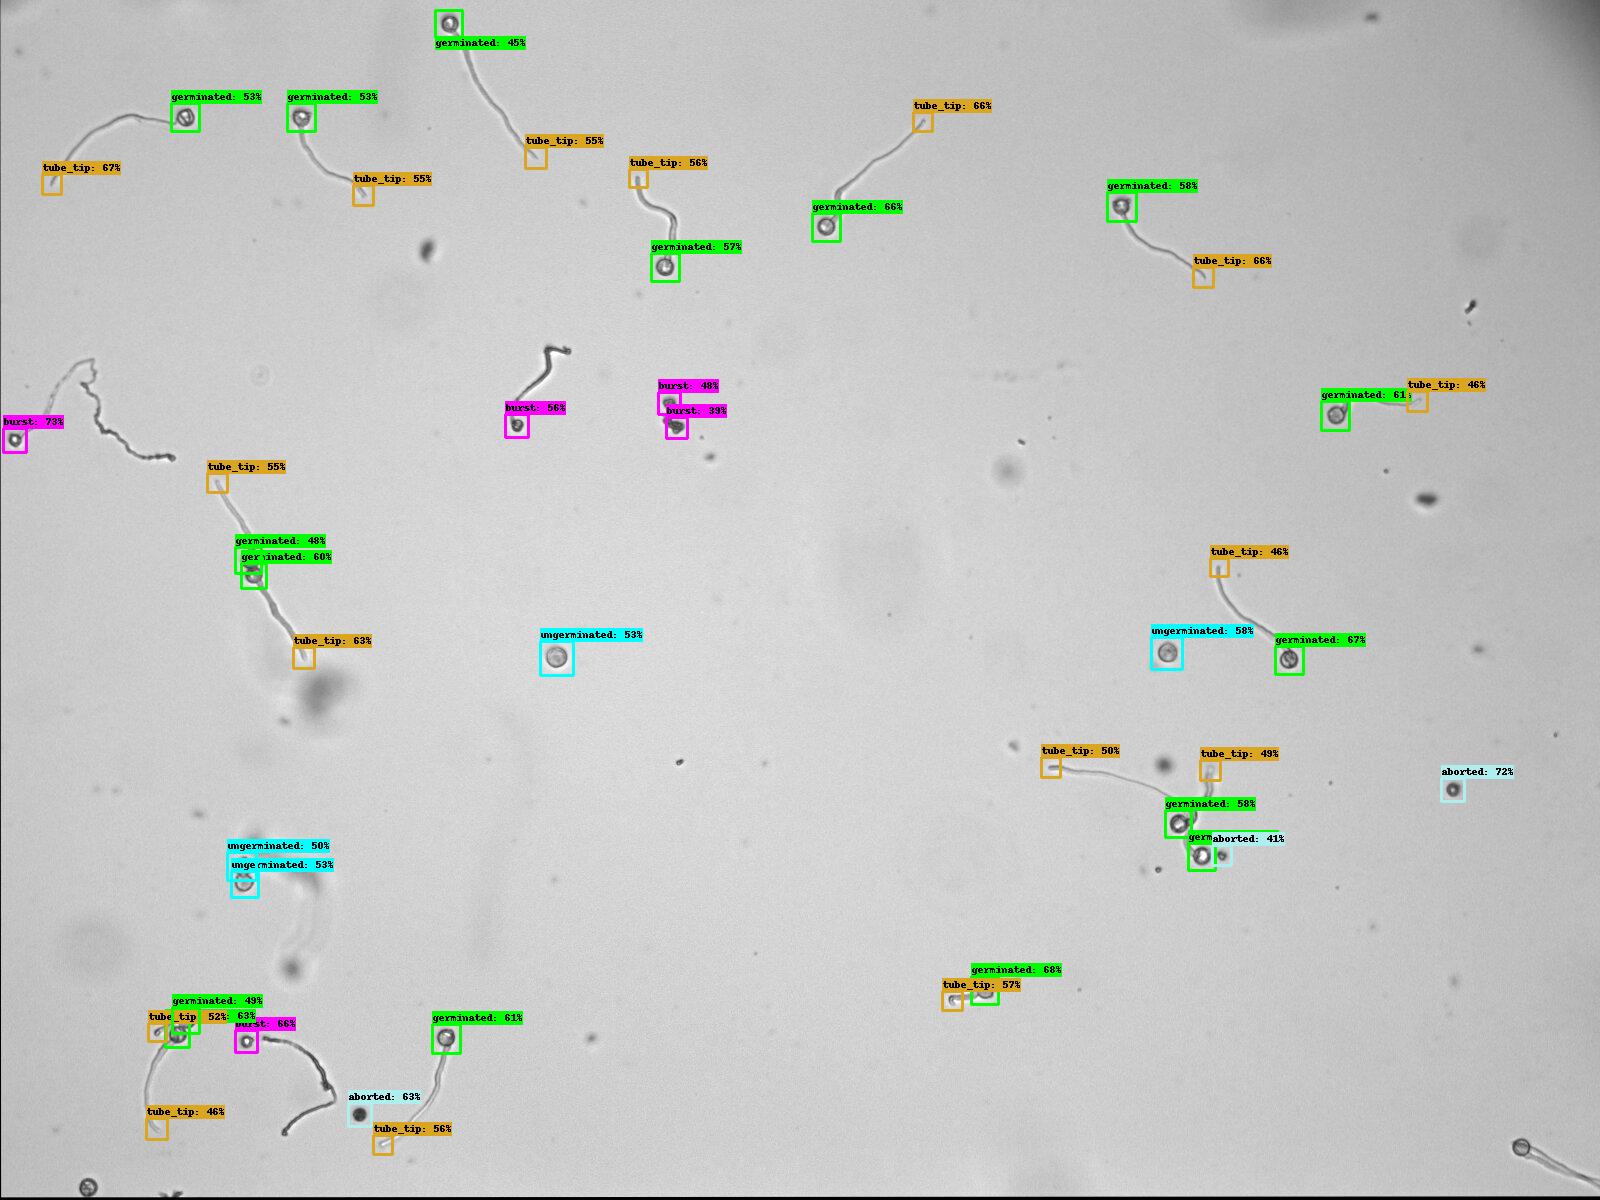 germinated: 45%
germinated: 53%
germinated: 53%
tube_tip: 66%
tube_tip: 55%
tube_tip: 56%
tube_tip: 67%
tube_tip: 55%
germinated: 58%
germinated: 66%
germinated: 57%
tube_tip: 66%
burst: 48%
tube_tip: 46%
germinated: 61
burst: 56%
burst: 39%
burst: 73%
tube_tip: 55%
germinated: 48%
germinated: 60%
tube_tip: 46%
ungerminated: 53%
ungerminated: 58%
tube_tip: 63%
germinated: 67%
tube_tip: 50%
tube_tip: 49%
aborted: 72%
germinated: 58%
germ
aborted: 41%
ungerminated: 50%
ungerminated: 53%
germinated: 68%
tube_tip: 57%
germinated: 49%
tube_tip 52% 63%
burst: 66%
germinated: 61%
aborted: 63%
tube_tip: 46%
tube_tip: 56%